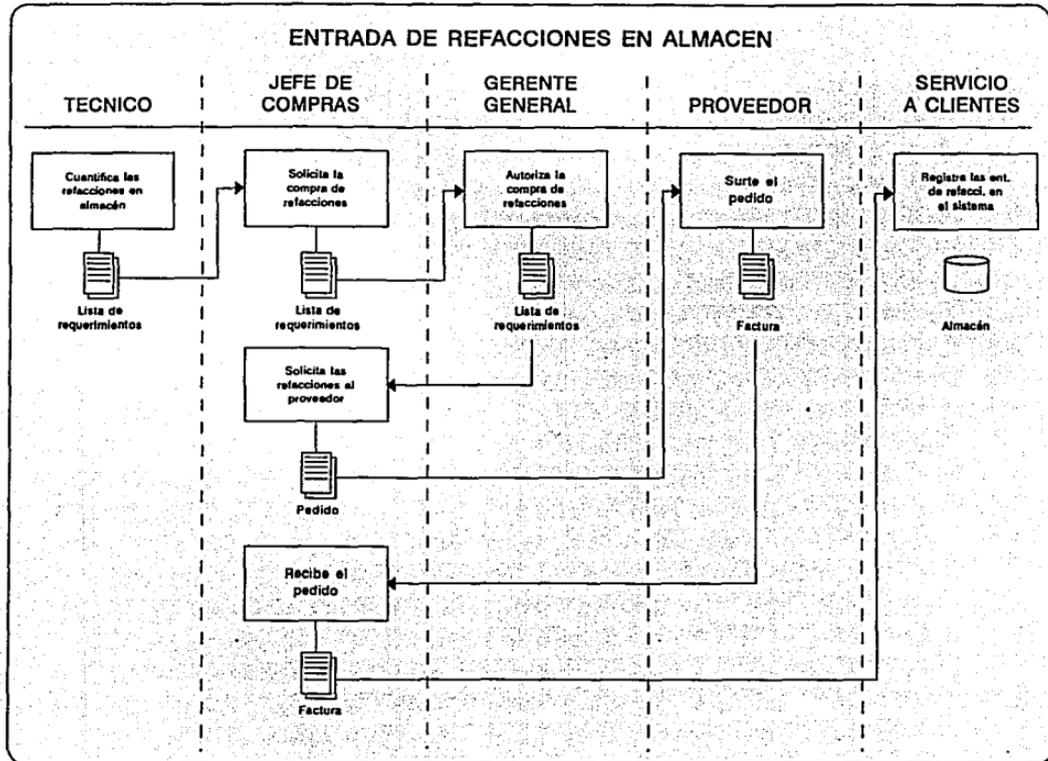 ENTRADA DE REFACCIONES EN ALMACEN
TECNICO
JEFE DE
COMPRAS
GERENTE
GENERAL
PROVEEDOR
SERVICIO
A CLIENTES
Cuantifica las
refacciones en
almacén
Solicita la
compra de
refacciones
Autoriza la
compra de
refacciones
Surte el
pedido
Registra las ent.
de refacci. en
el sistema
Lista de
requerimientos
Lista de
requerimientos
Lista de
requerimientos
Factura
Almacén
Solicita las
refacciones al
proveedor
Pedido
Recibe el
pedido
Factura